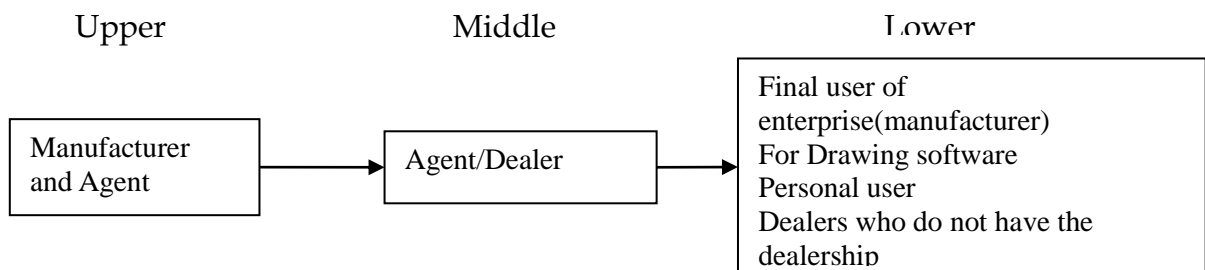 Upper Middle Lower
Manufacturer
and Agent
Agent/Dealer
Final user of
enterprise(manufacturer)
For Drawing software
Personal user
Dealers who do not have the
dealership